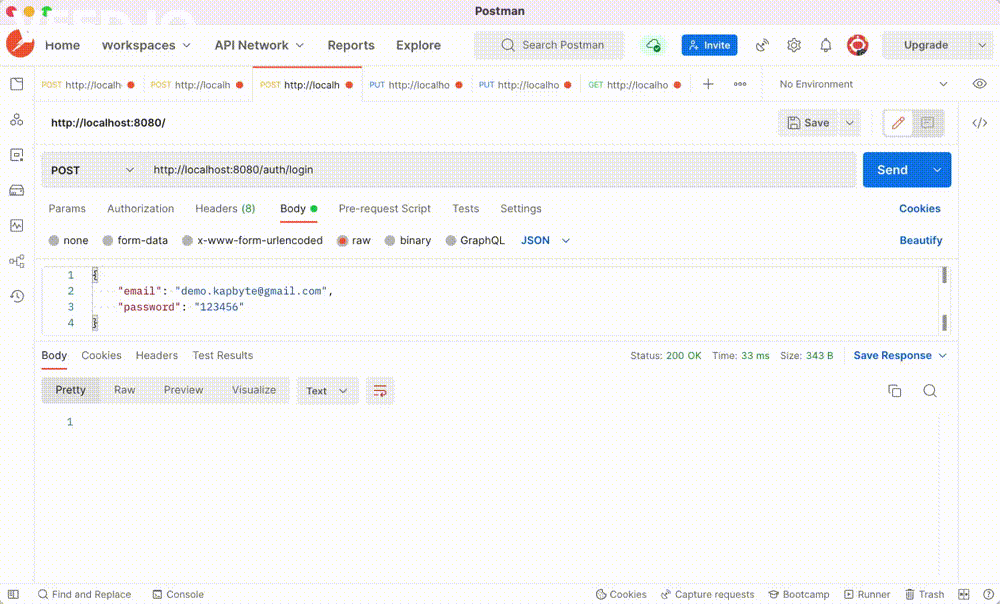 Postman
VEED.IO
Home Workspaces API Network Reports Explore Search Postman Invite Upgrade
POST http://localh POST http://localh POST http://localh PUT http://localho PUT http://localho GET http://localho No Environment
http://localhost:8080/ Save
POST http://localhost:8080/auth/login Send
Params Authorization Headers (8) Body Pre-request Script Tests Settings Cookies
none form-data x-www-form-urlencoded raw binary GraphQL JSON Beautify
1 {
2 "email": "demo.kapbyte@gmail.com",
3 "password": "123456"
4 }
Body Cookies Headers Test Results Status: 200 OK Time: 33 ms Size: 343 B Save Response
Pretty Raw Preview Visualize Text
1
Find and Replace Console Cookies Capture requests Bootcamp Runner Trash